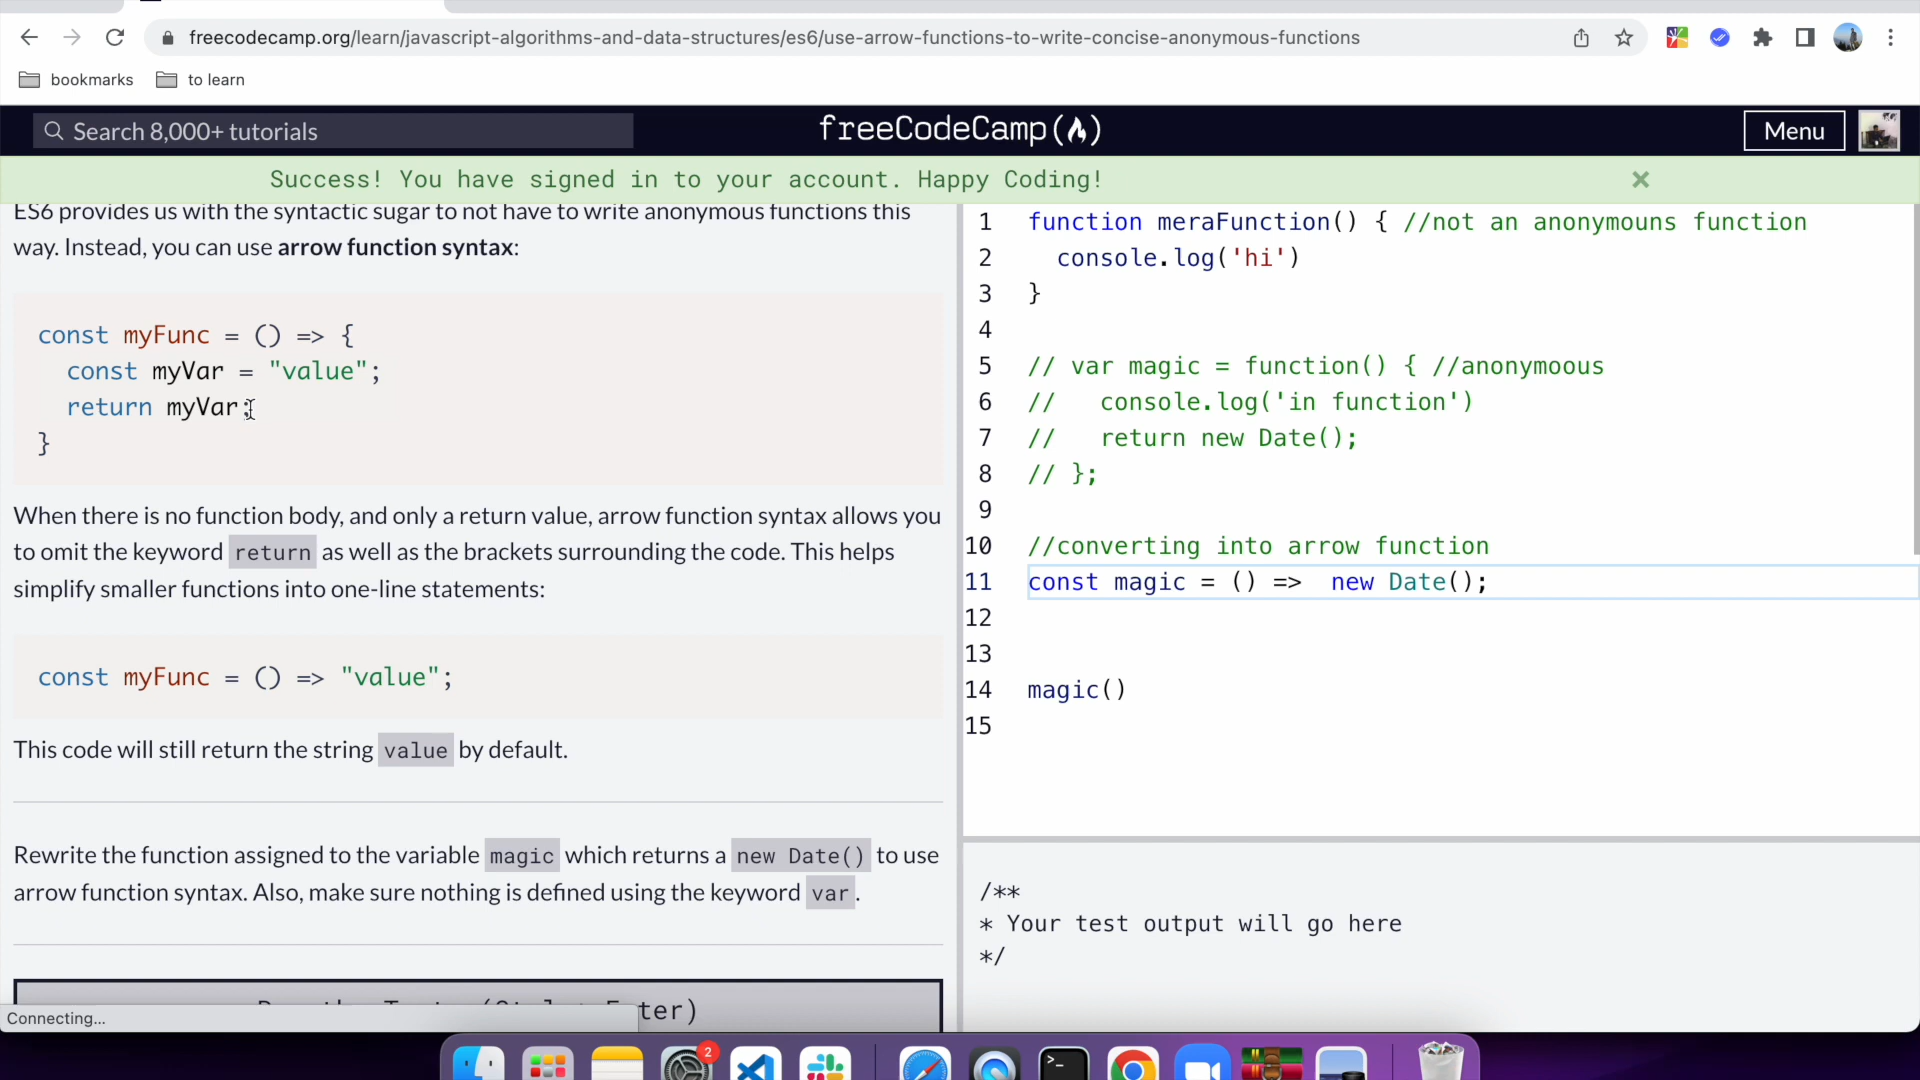 freecodecamp.org/learn/javascript-algorithms-and-data-structures/es6/use-arrow-functions-to-write-concise-anonymous-functions
bookmarks to learn
Search 8,000+ tutorials
freeCodeCamp
Menu
Success! You have signed in to your account. Happy Coding!
ES6 provides us with the syntactic sugar to not have to write anonymous functions this
way. Instead, you can use arrow function syntax:
const myFunc = () => {
const myVar = "value";
return myVar;
}
When there is no function body, and only a return value, arrow function syntax allows you
to omit the keyword return as well as the brackets surrounding the code. This helps
simplify smaller functions into one-line statements:
const myFunc = () => "value";
This code will still return the string value by default.
Rewrite the function assigned to the variable magic which returns a new Date() to use
arrow function syntax. Also, make sure nothing is defined using the keyword var .
Connecting...
1 function meraFunction() { //not an anonymouns function
2 console.log('hi')
3 }
4
5 // var magic = function() { //anonymoous
6 // console.log('in function')
7 // return new Date();
8 // };
9
10 //converting into arrow function
11 const magic = () => new Date();
12
13
14 magic()
15
/**
* Your test output will go here
*/
2